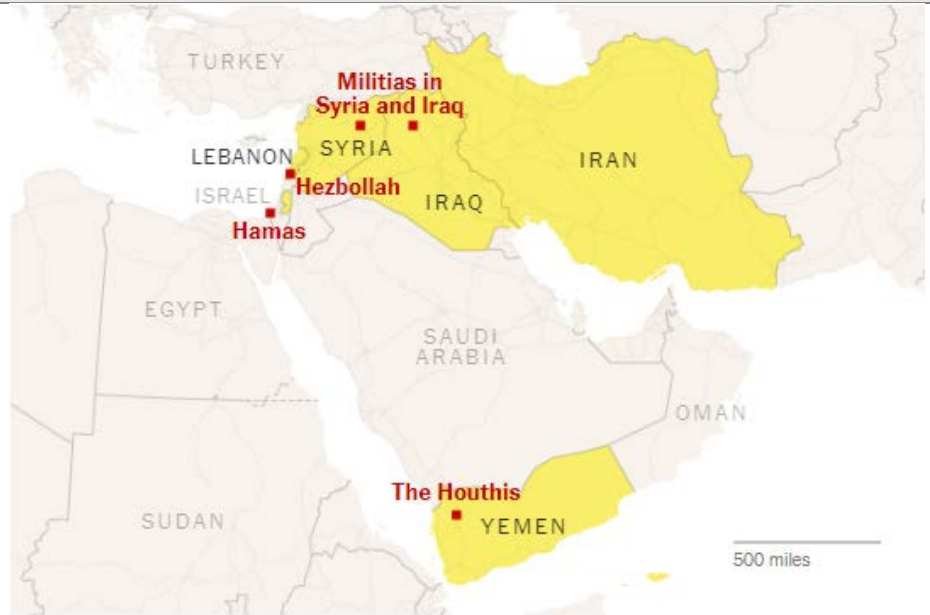 TURKEY
Militias in
Syria and Iraq
LEBANON
SYRIA
IRAN
Hezbollah
ISRAEL
IRAQ
Hamas
EGYPT
SAUDI
ARABIA
OMAN
The Houthis
SUDAN
YEMEN
500 miles